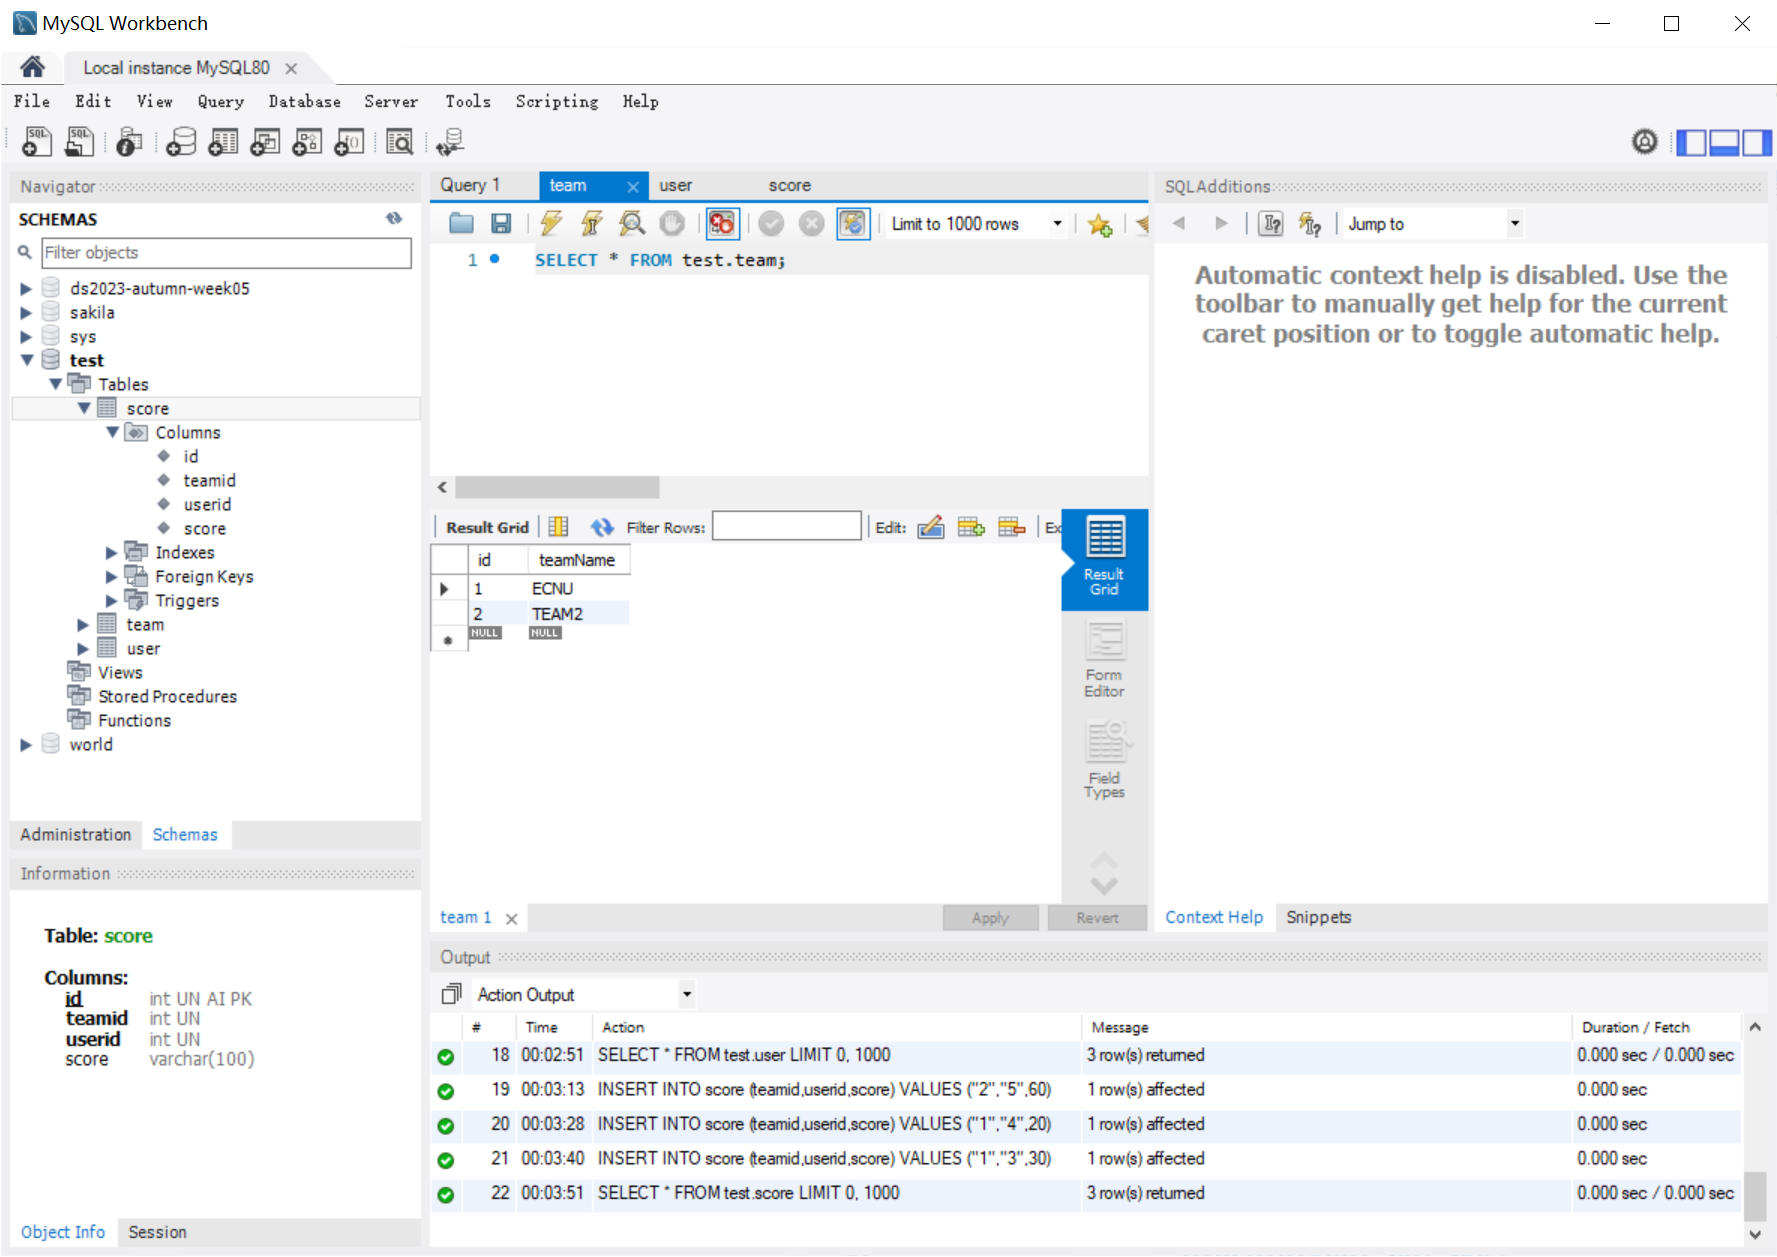 MySQL Workbench
Local instance MySQL80
File Edit View Query Database Server Tools Scripting Help
Navigator
SCHEMAS
Filter objects
ds2023-autumn-week05
sakila
sys
test
Tables
score
Columns
id
teamid
userid
score
Indexes
Foreign Keys
Triggers
team
user
Views
Stored Procedures
Functions
world
Administration Schemas
Information
Table: score
Columns:
id int UN AI PK
teamid int UN
userid int UN
score varchar(100)
Object Info Session
Query 1 team user score
Limit to 1000 rows
1 SELECT * FROM test.team;
Result Grid Filter Rows: Edit: Ex
id teamName
1 ECNU
2 TEAM2
NULL NULL
Result
Grid
Form
Editor
Field
Types
team 1 Apply Revert
SQLAdditions
Jump to
Automatic context help is disabled. Use the
toolbar to manually get help for the current
caret position or to toggle automatic help.
Context Help Snippets
Output
Action Output
# Time Action Message Duration / Fetch
18 00:02:51 SELECT * FROM test.user LIMIT 0, 1000 3 row(s) returned 0.000 sec / 0.000 sec
19 00:03:13 INSERT INTO score (teamid,userid,score) VALUES ("2","5",60) 1 row(s) affected 0.000 sec
20 00:03:28 INSERT INTO score (teamid,userid,score) VALUES ("1","4",20) 1 row(s) affected 0.000 sec
21 00:03:40 INSERT INTO score (teamid,userid,score) VALUES ("1","3",30) 1 row(s) affected 0.000 sec
22 00:03:51 SELECT * FROM test.score LIMIT 0, 1000 3 row(s) returned 0.000 sec / 0.000 sec